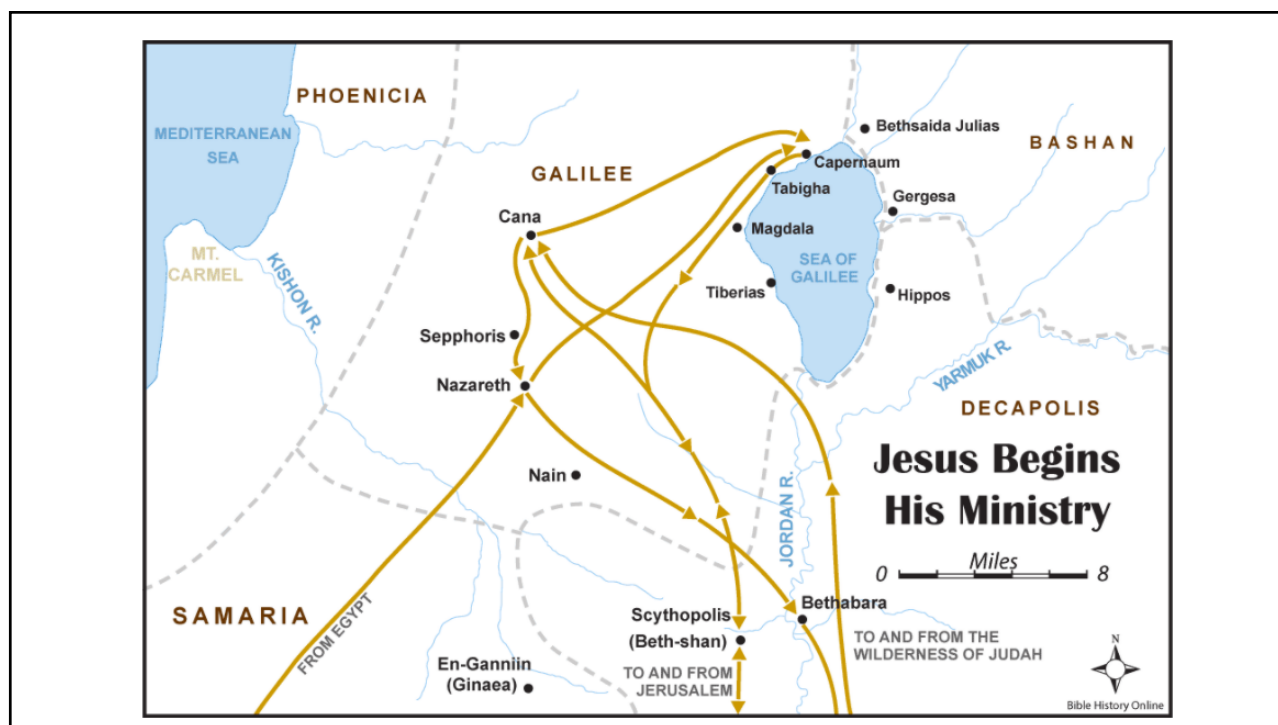 PHOENICIA
MEDITERRANEAN
SEA
Bethsaida Julias
BASHAN
Capernaum
GALILEE
Tabigha
Gergesa
Cana
Magdala
MT.
CARMEL
KISHON R.
SEA OF
GALILEE
Tiberias
Hippos
Sepphoris
YARMUK R.
Nazareth
DECAPOLIS
Jesus Begins
His Ministry
Nain
JORDAN R.
Miles
0
8
SAMARIA
FROM EGYPT
Scythopolis
(Beth-shan)
Bethabara
TO AND FROM THE
WILDERNESS OF JUDAH
En-Ganniin
(Ginaea)
TO AND FROM
JERUSALEM
N
Bible History Online